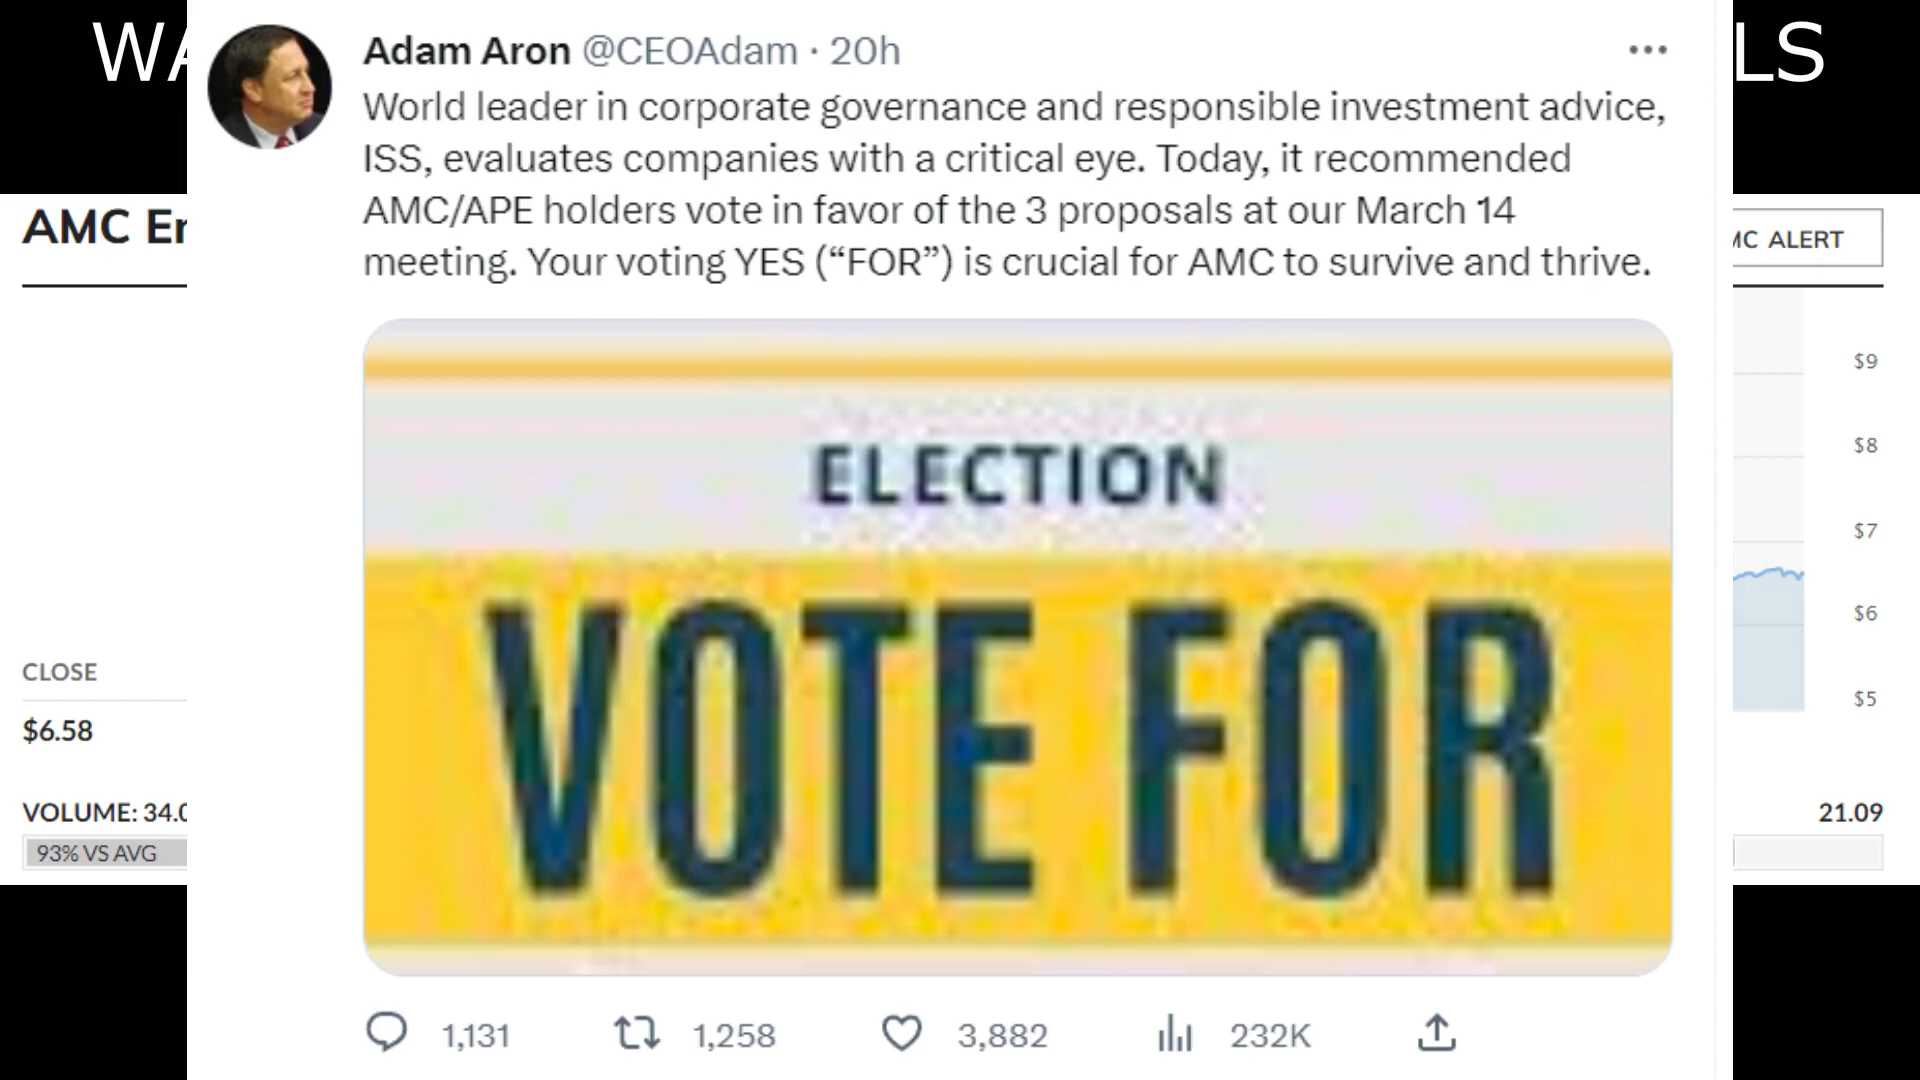 Adam Aron @CEOAdam · 20h
World leader in corporate governance and responsible investment advice,
ISS, evaluates companies with a critical eye. Today, it recommended
AMC/APE holders vote in favor of the 3 proposals at our March 14
meeting. Your voting YES (“FOR”) is crucial for AMC to survive and thrive.
ELECTION
VOTE FOR
1,131 1,258 3,882 232K
WA
LS
AMC En
MC ALERT
$9
$8
$7
$6
$5
CLOSE
$6.58
VOLUME: 34.0
93% VS AVG
21.09